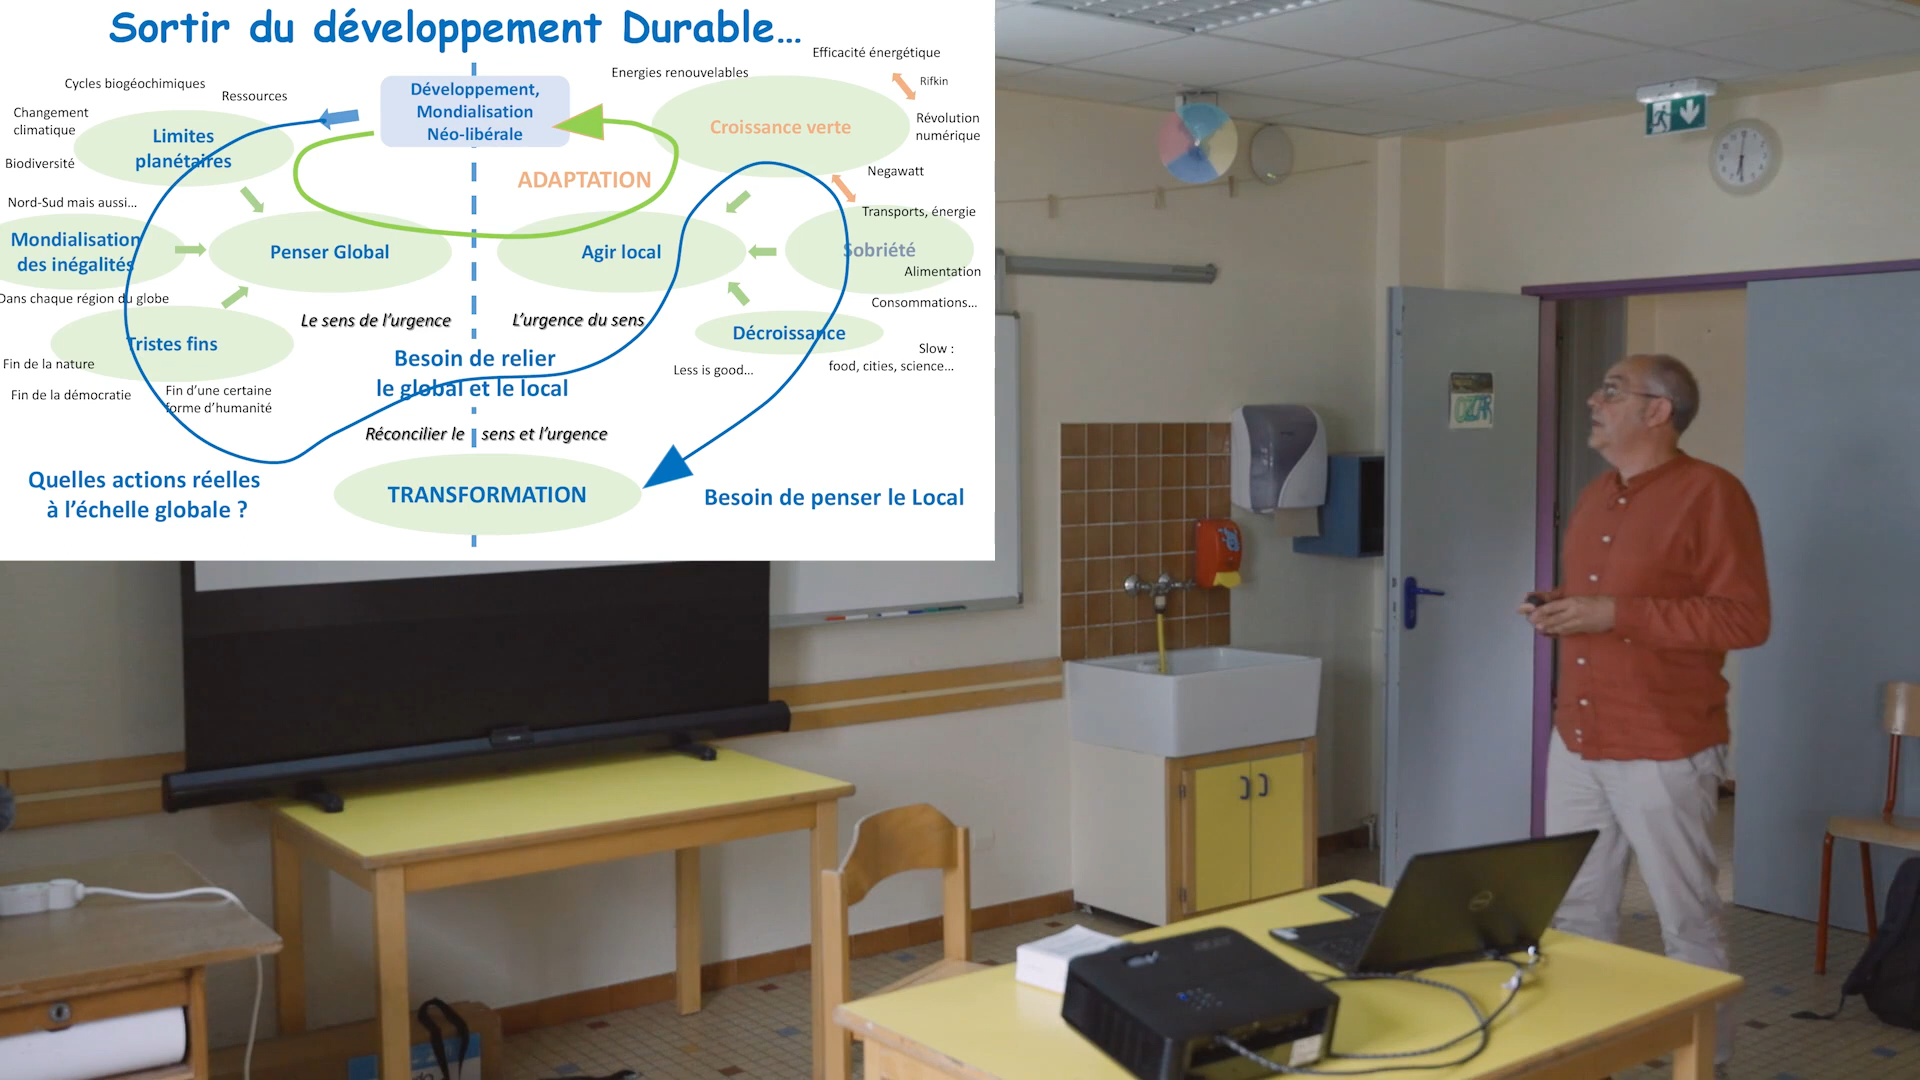 Sortir du développement Durable...
Efficacité énergétique
Energies renouvelables
Rifkin
Cycles biogéochimiques
Ressources
Développement,
Mondialisation
Néo-libérale
Changement
climatique
Limites
planétaires
Croissance verte
Révolution
numérique
Biodiversité
ADAPTATION
Negawatt
Nord-Sud mais aussi...
Transports, énergie
Mondialisation
des inégalités
Penser Global
Agir local
Sobriété
Alimentation
Dans chaque région du globe
Consommations...
Le sens de l'urgence
L'urgence du sens
Décroissance
Tristes fins
Slow :
food, cities, science...
Fin de la nature
Besoin de relier
le global et le local
Less is good...
Fin de la démocratie
Fin d'une certaine
forme d'humanité
Réconcilier le sens et l'urgence
Quelles actions réelles
à l'échelle globale ?
TRANSFORMATION
Besoin de penser le Local
DELL